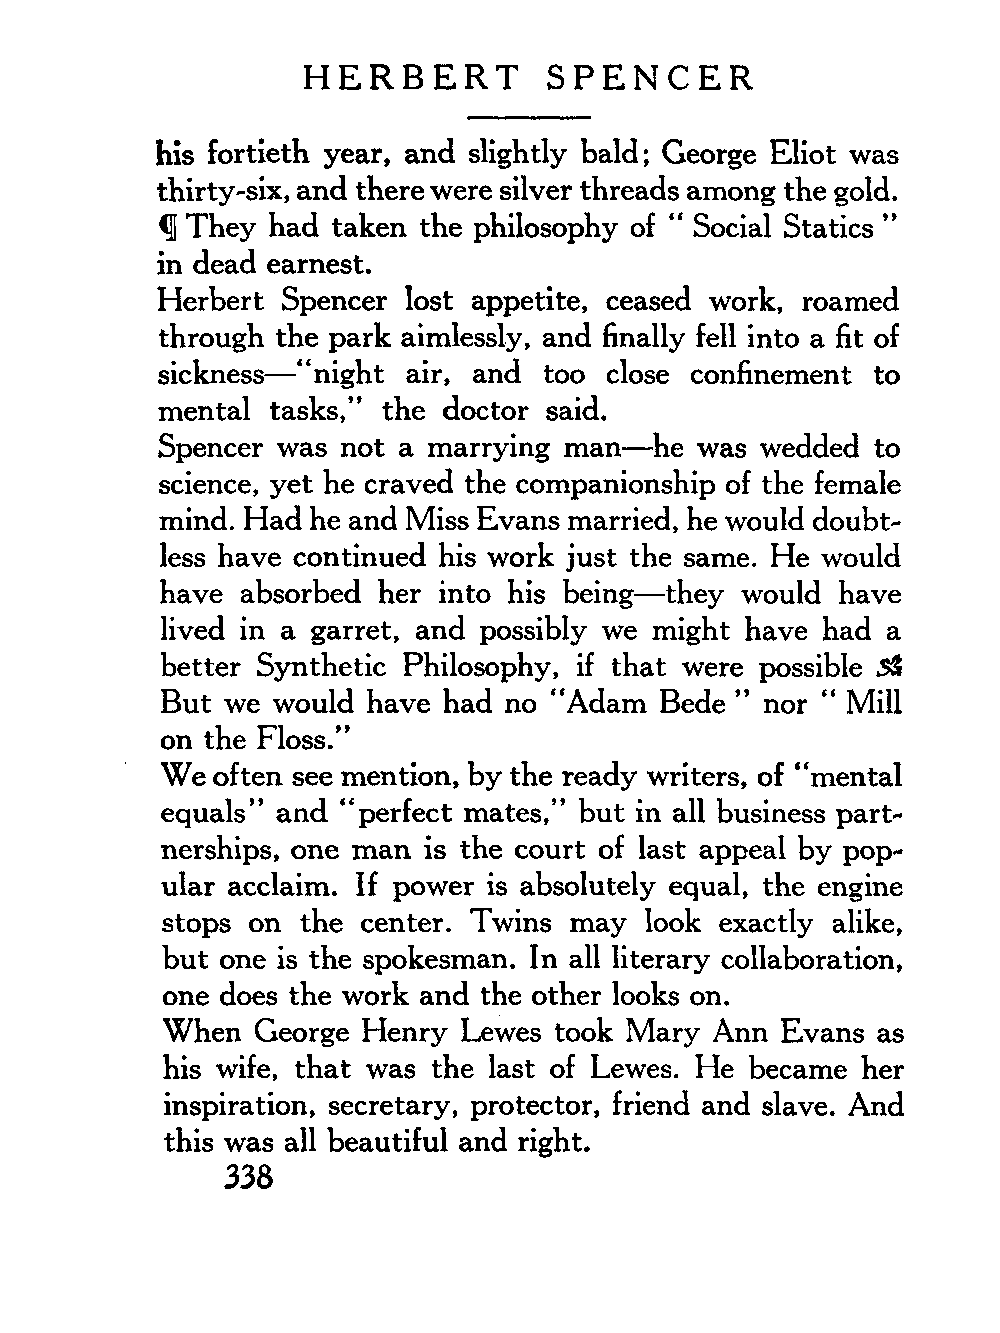 HERBERT SPENCER
his fortieth year, and slightly bald; George Eliot was
thirty-six, and there were silver threads among the gold.
¶ They had taken the philosophy of “ Social Statics ”
in dead earnest.
Herbert Spencer lost appetite, ceased work, roamed
through the park aimlessly, and finally fell into a fit of
sickness—“night air, and too close confinement to
mental tasks,” the doctor said.
Spencer was not a marrying man—he was wedded to
science, yet he craved the companionship of the female
mind. Had he and Miss Evans married, he would doubt-
less have continued his work just the same. He would
have absorbed her into his being—they would have
lived in a garret, and possibly we might have had a
better Synthetic Philosophy, if that were possible
But we would have had no “Adam Bede ” nor “ Mill
on the Floss.”
We often see mention, by the ready writers, of “mental
equals” and “perfect mates,” but in all business part-
nerships, one man is the court of last appeal by pop-
ular acclaim. If power is absolutely equal, the engine
stops on the center. Twins may look exactly alike,
but one is the spokesman. In all literary collaboration,
one does the work and the other looks on.
When George Henry Lewes took Mary Ann Evans as
his wife, that was the last of Lewes. He became her
inspiration, secretary, protector, friend and slave. And
this was all beautiful and right.
338